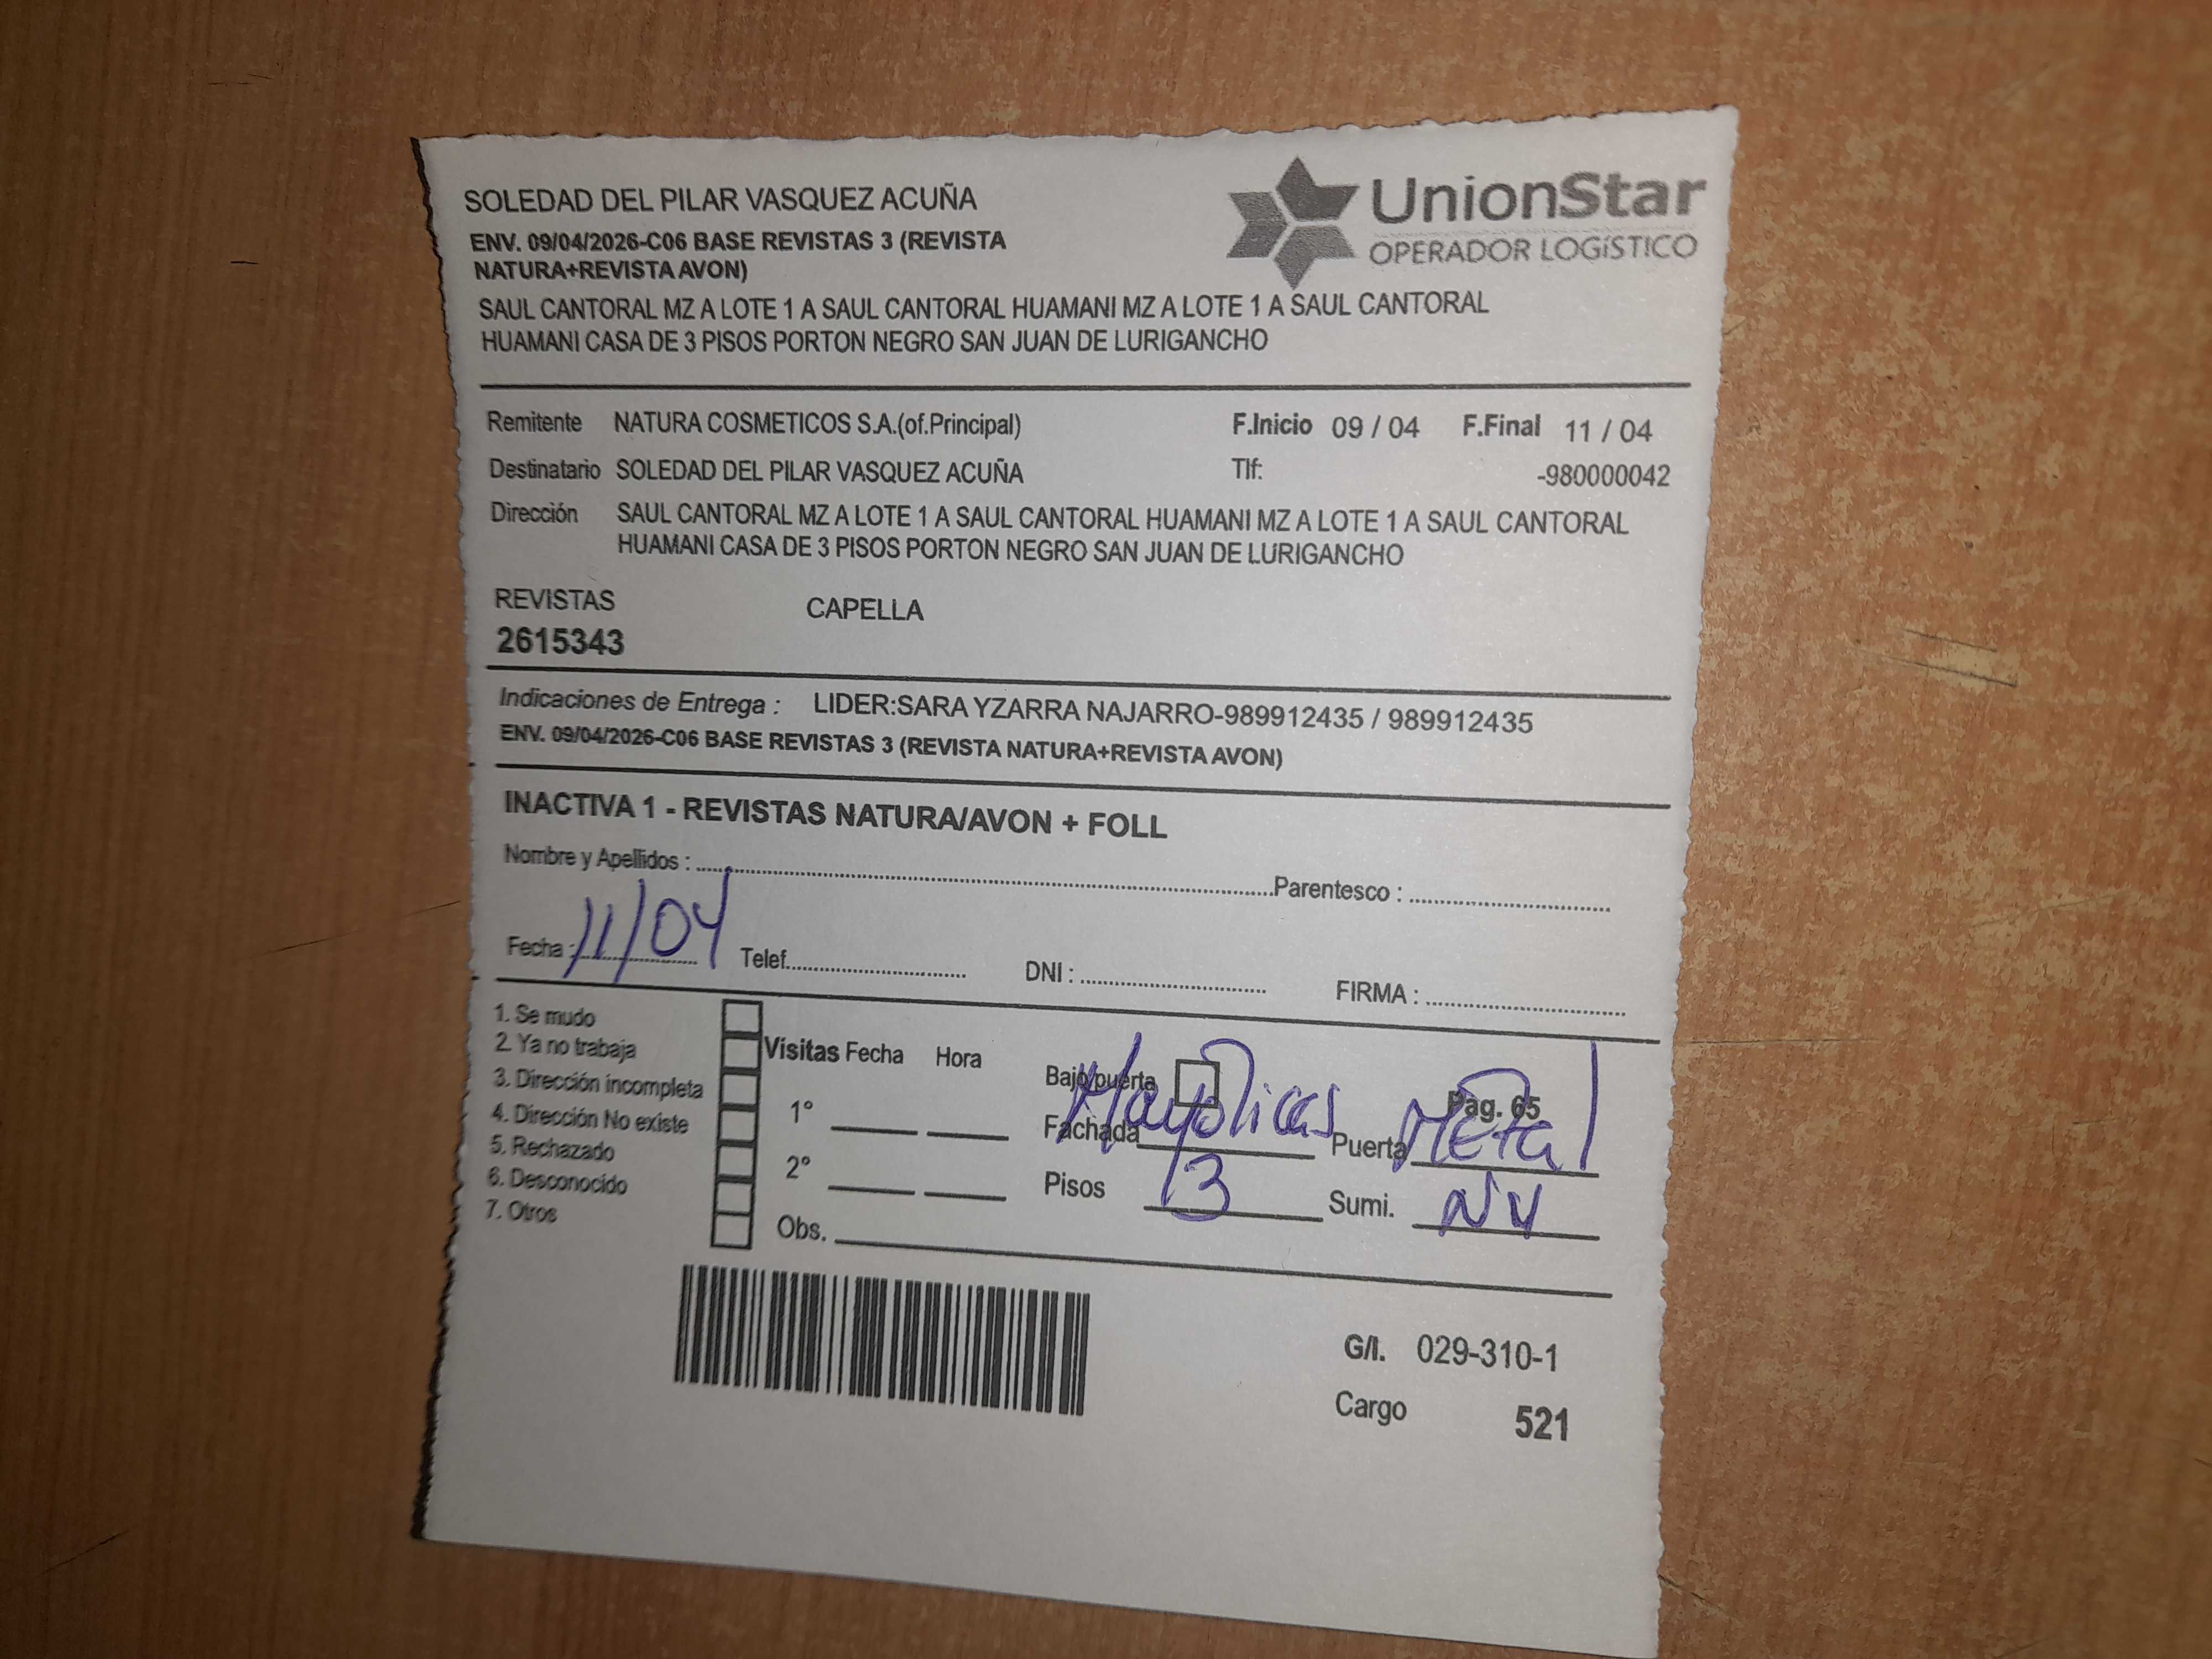 SOLEDAD DEL PILAR VASQUEZ ACUÑA
UnionStar
OPERADOR LOGÍSTICO
ENV. 09/04/2026-C06 BASE REVISTAS 3 (REVISTA
NATURA+REVISTA AVON)
SAUL CANTORAL MZ A LOTE 1 A SAUL CANTORAL HUAMANI MZ A LOTE 1 A SAUL CANTORAL
HUAMANI CASA DE 3 PISOS PORTON NEGRO SAN JUAN DE LURIGANCHO
Remitente NATURA COSMETICOS S.A.(of.Principal) F.Inicio 09 / 04 F.Final 11 / 04
Destinatario SOLEDAD DEL PILAR VASQUEZ ACUÑA Tlf: -980000042
Dirección SAUL CANTORAL MZ A LOTE 1 A SAUL CANTORAL HUAMANI MZ A LOTE 1 A SAUL CANTORAL
HUAMANI CASA DE 3 PISOS PORTON NEGRO SAN JUAN DE LURIGANCHO
REVISTAS CAPELLA
2615343
Indicaciones de Entrega : LIDER:SARA YZARRA NAJARRO-989912435 / 989912435
ENV. 09/04/2026-C06 BASE REVISTAS 3 (REVISTA NATURA+REVISTA AVON)
INACTIVA 1 - REVISTAS NATURA/AVON + FOLL
Nombre y Apellidos : Parentesco :
Fecha : 11/04 Telef. DNI : FIRMA :
1. Se mudo
2. Ya no trabaja
3. Dirección incompleta
4. Dirección No existe
5. Rechazado
6. Desconocido
7. Otros
Visitas Fecha Hora
1°
2°
Obs.
Bajo puerta Pag. 65
Fachada Mayolicas Puerta Metal
Pisos 3 Sumi. NV
G/I. 029-310-1
Cargo 521